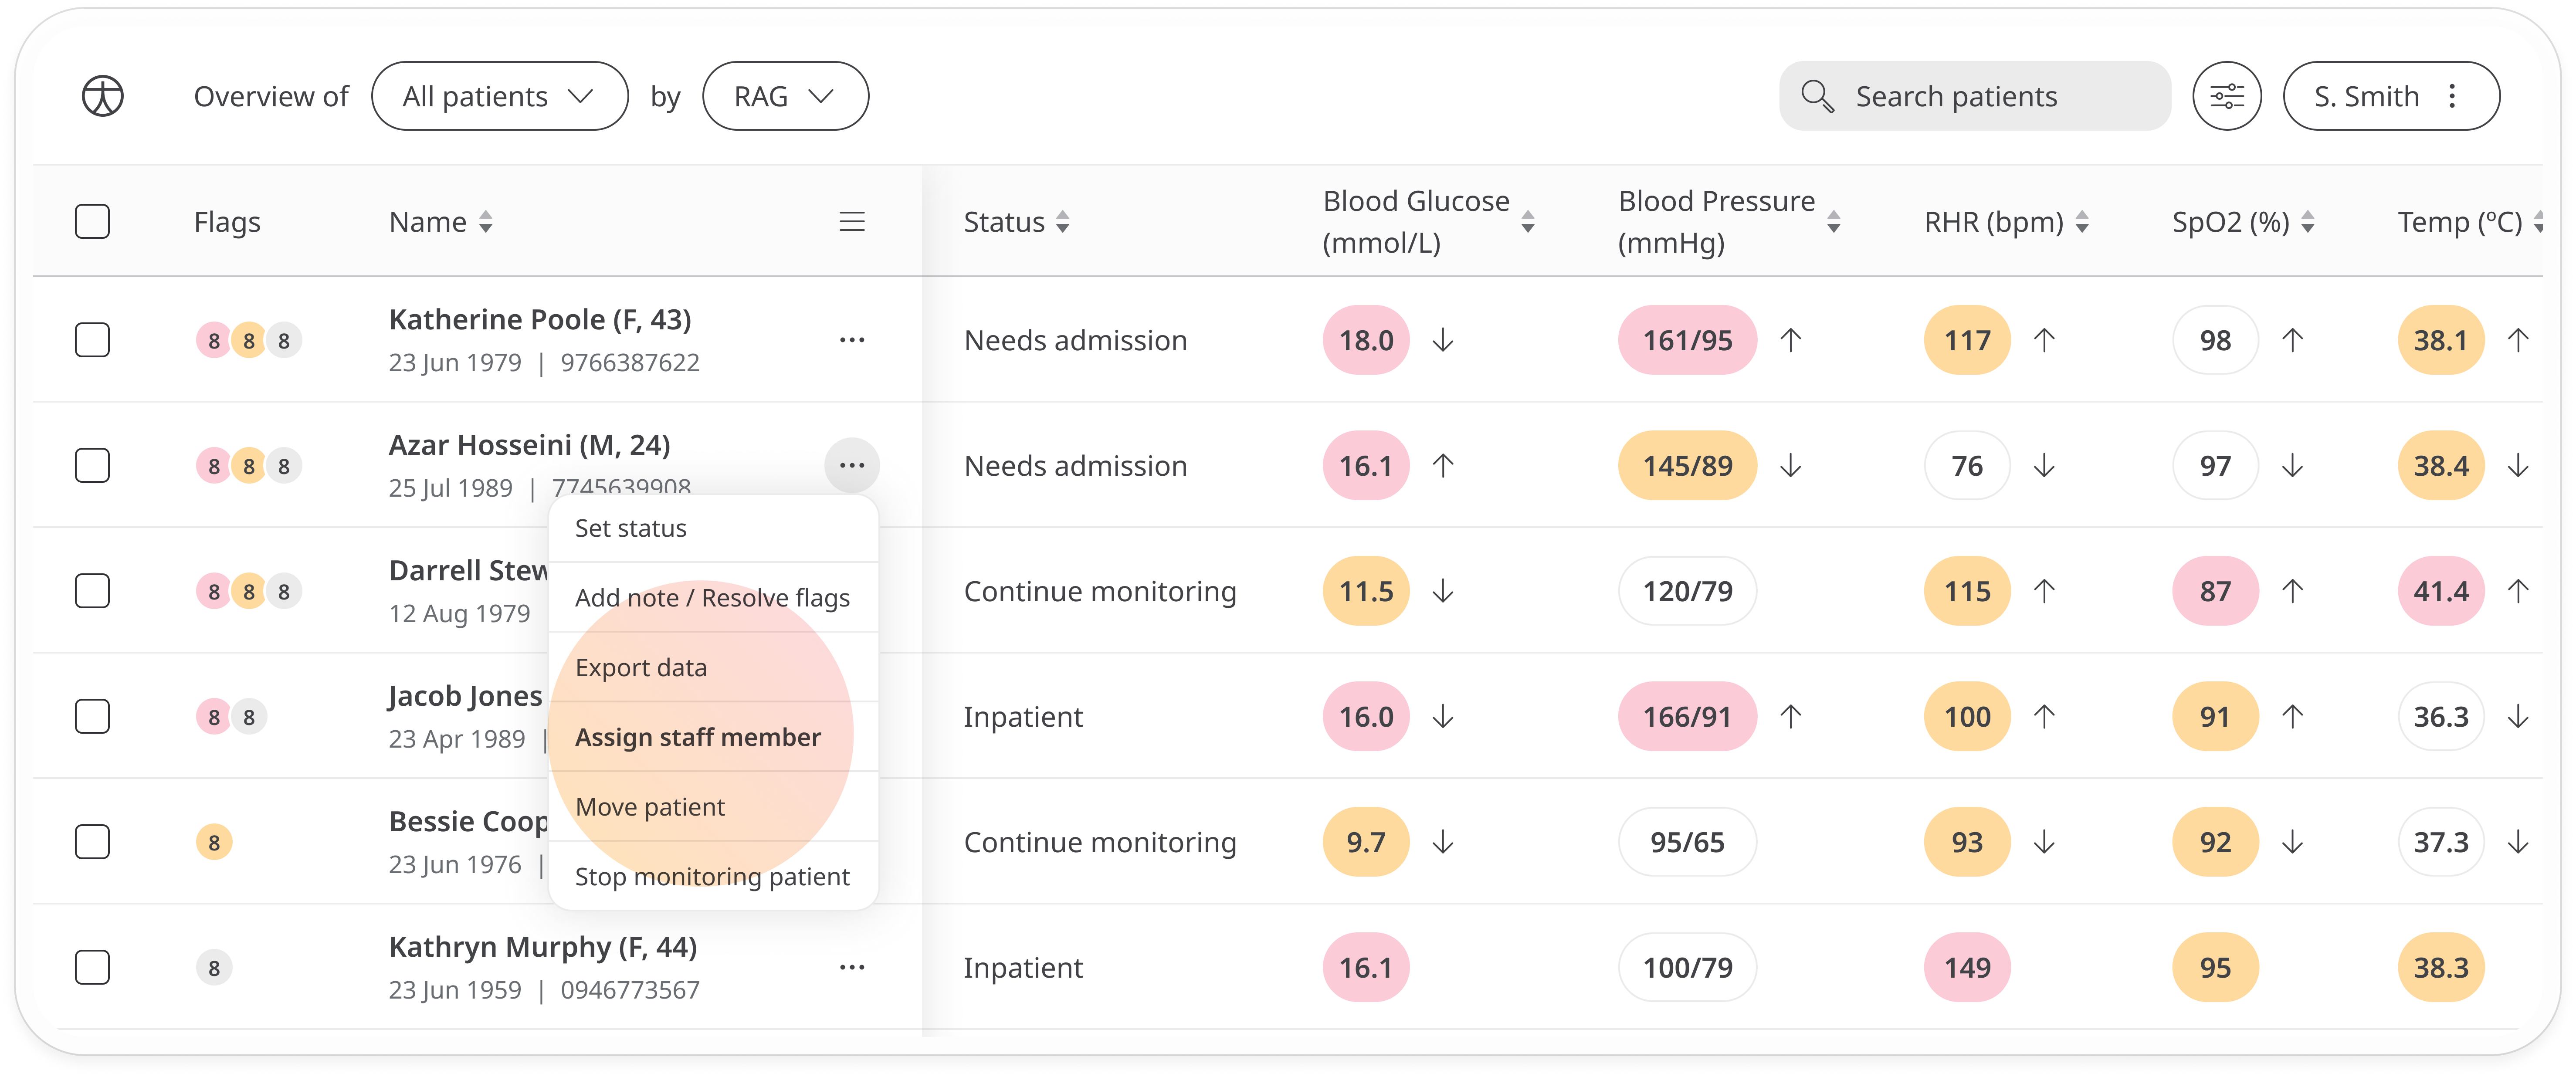 Overview of All patients by RAG Search patients S. Smith
Flags Name Status Blood Glucose (mmol/L) Blood Pressure (mmHg) RHR (bpm) SpO2 (%) Temp (ºC)
8 8 8 Katherine Poole (F, 43) Needs admission 18.0 161/95 117 98 38.1
23 Jun 1979 | 9766387622
8 8 8 Azar Hosseini (M, 24) Needs admission 16.1 145/89 76 97 38.4
25 Jul 1989 | 7745639908
Set status
8 8 8 Darrell Stew Continue monitoring 11.5 120/79 115 87 41.4
12 Aug 1979
Add note / Resolve flags
Export data
8 8 Jacob Jones Inpatient 16.0 166/91 100 91 36.3
23 Apr 1989 |
Assign staff member
Move patient
8 Bessie Coop Continue monitoring 9.7 95/65 93 92 37.3
23 Jun 1976 |
Stop monitoring patient
8 Kathryn Murphy (F, 44) Inpatient 16.1 100/79 149 95 38.3
23 Jun 1959 | 0946773567